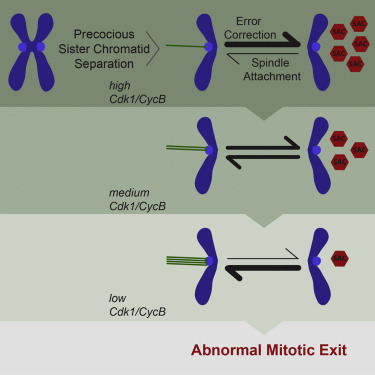 Precocious
Sister Chromatid
Separation
Error
Correction
Spindle
Attachment
SAC
SAC
SAC
SAC
SAC
high
Cdk1/CycB
SAC
SAC
SAC
medium
Cdk1/CycB
SAC
low
Cdk1/CycB
Abnormal Mitotic Exit